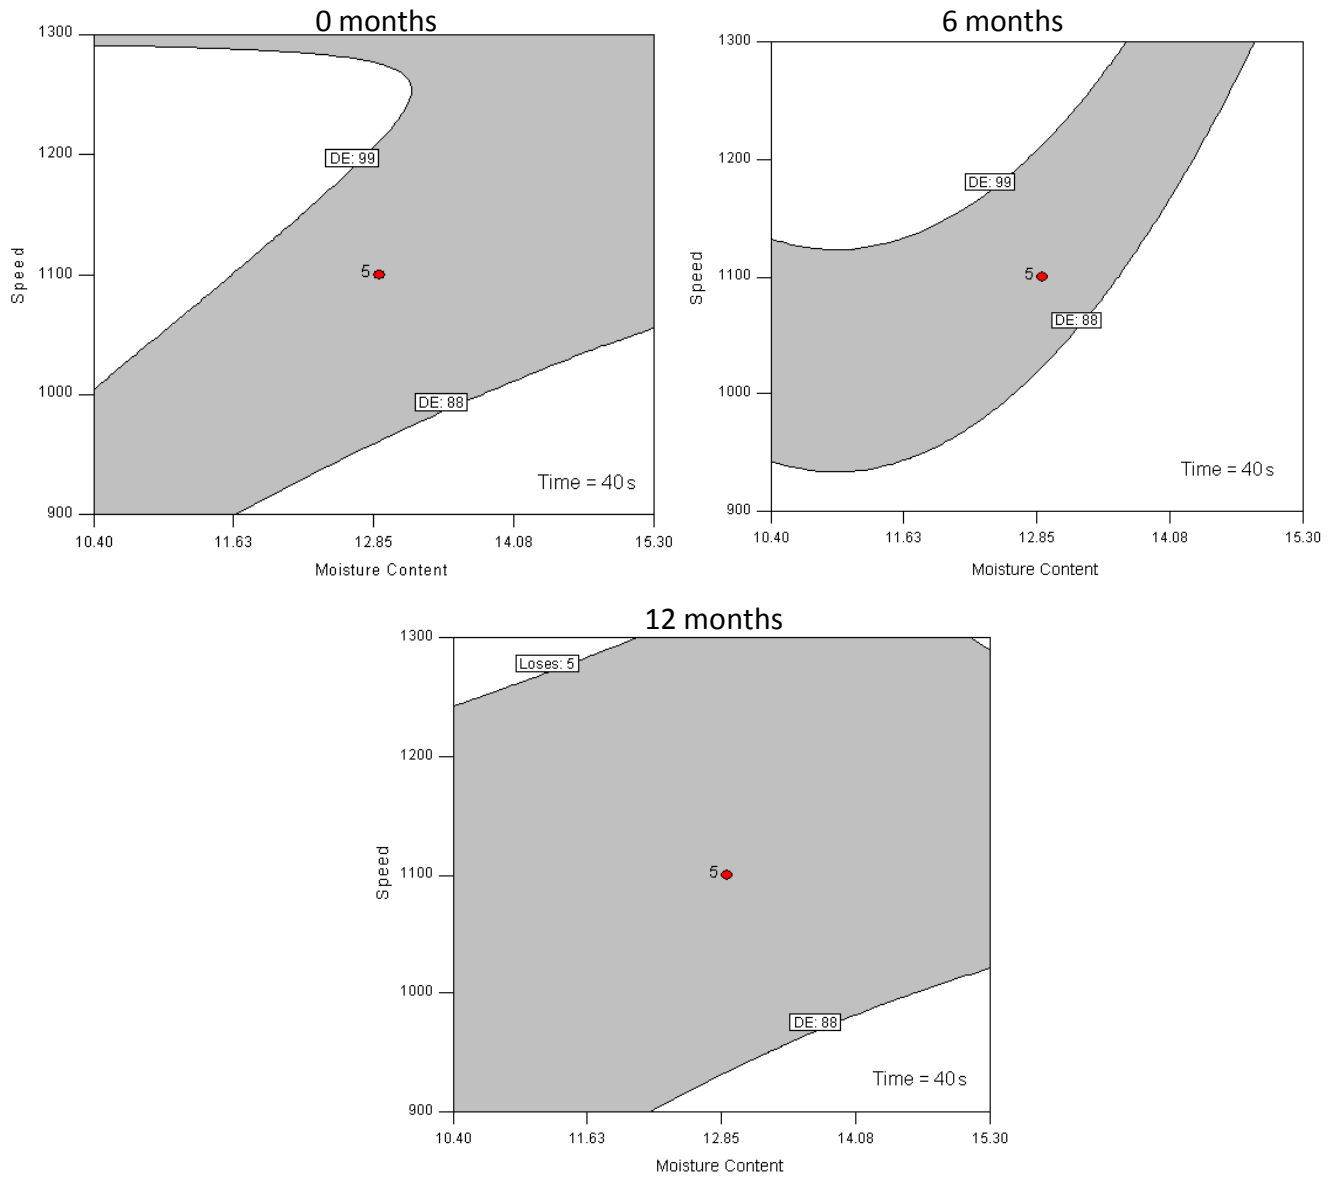 0 months
1300
1200
1100
1000
900
Speed
DE: 99
5
DE: 88
Time = 40s
10.40 11.63 12.85 14.08 15.30
Moisture Content
6 months
1300
1200
1100
1000
900
Speed
DE: 99
5
DE: 88
Time = 40s
10.40 11.63 12.85 14.08 15.30
Moisture Content
12 months
1300
1200
1100
1000
900
Speed
Loses: 5
5
DE: 88
Time = 40s
10.40 11.63 12.85 14.08 15.30
Moisture Content